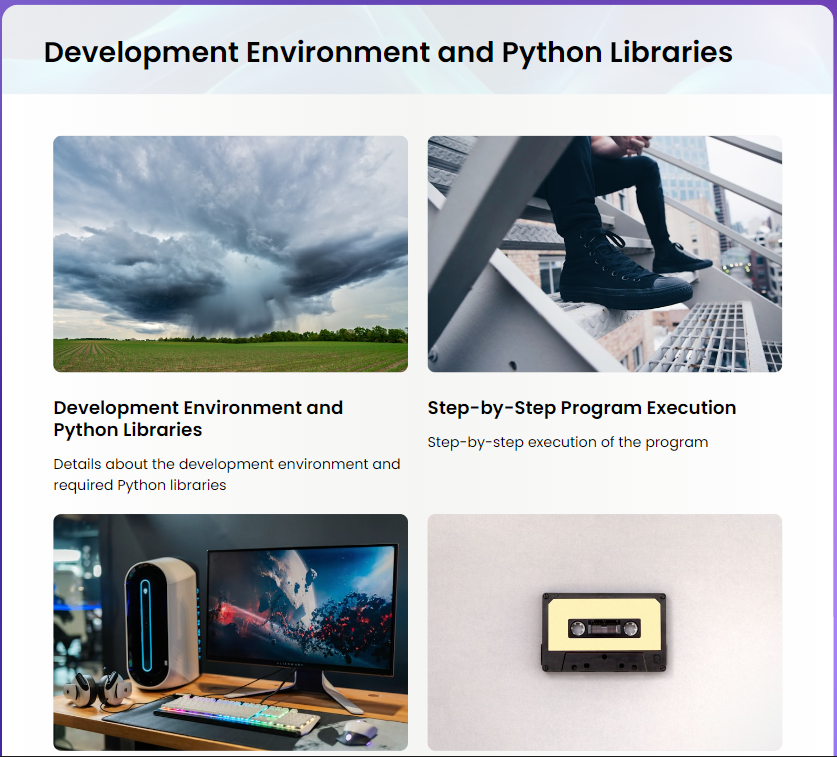 Development Environment and Python Libraries
Development Environment and
Python Libraries
Details about the development environment and
required Python libraries
Step-by-Step Program Execution
Step-by-step execution of the program
ALIENWARE